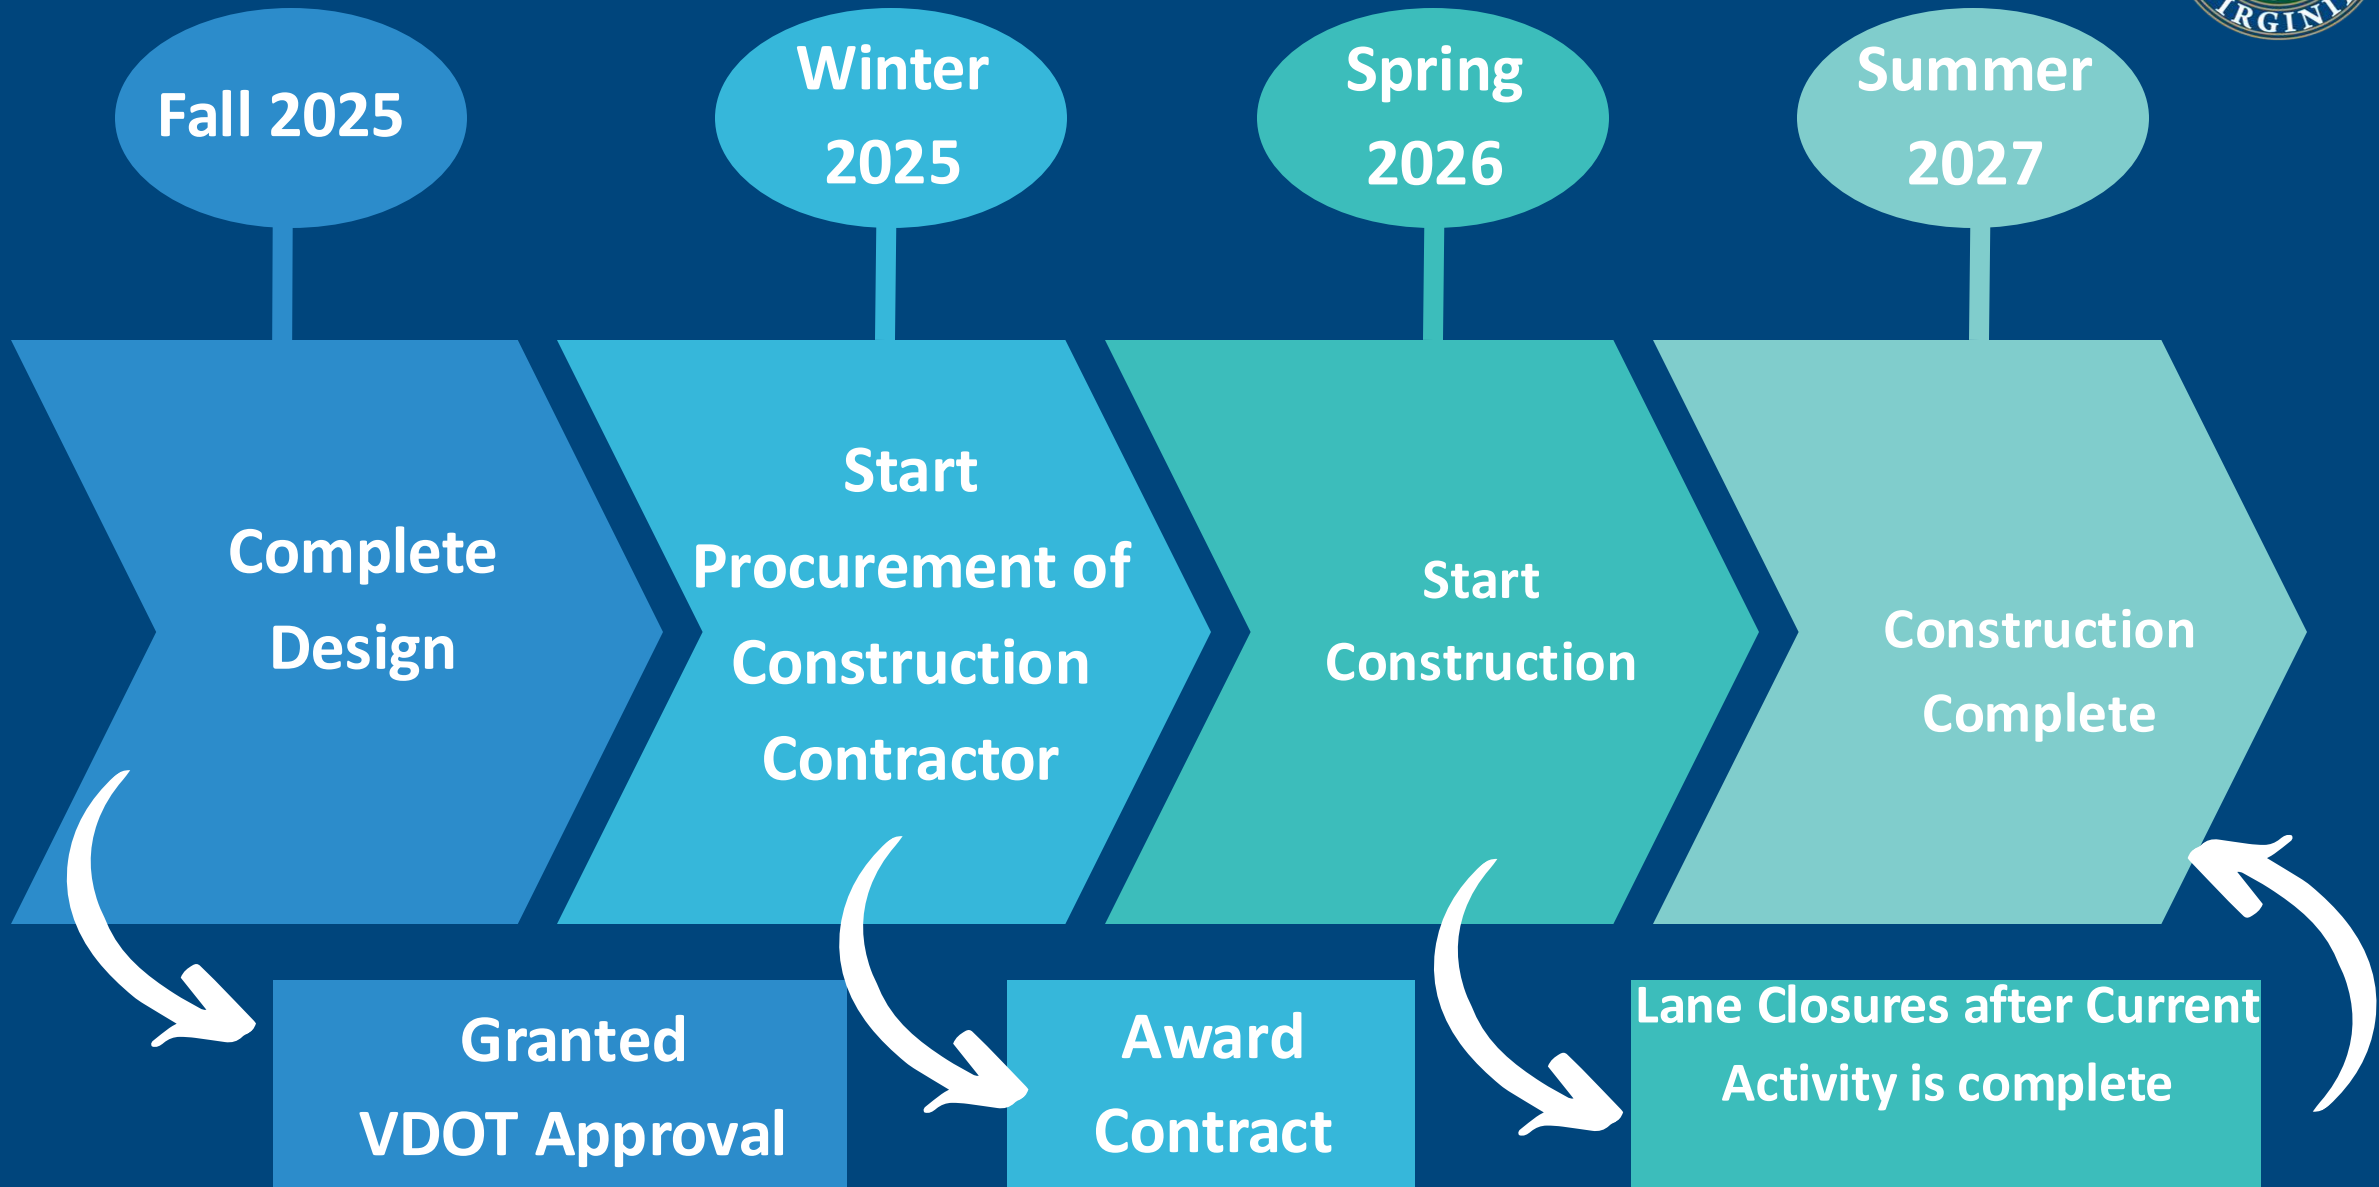 Fall 2025
Winter
2025
Spring
2026
Summer
2027
Complete
Design
Start
Procurement of
Construction
Contractor
Start
Construction
Construction
Complete
Granted
VDOT Approval
Award
Contract
Lane Closures after Current
Activity is complete